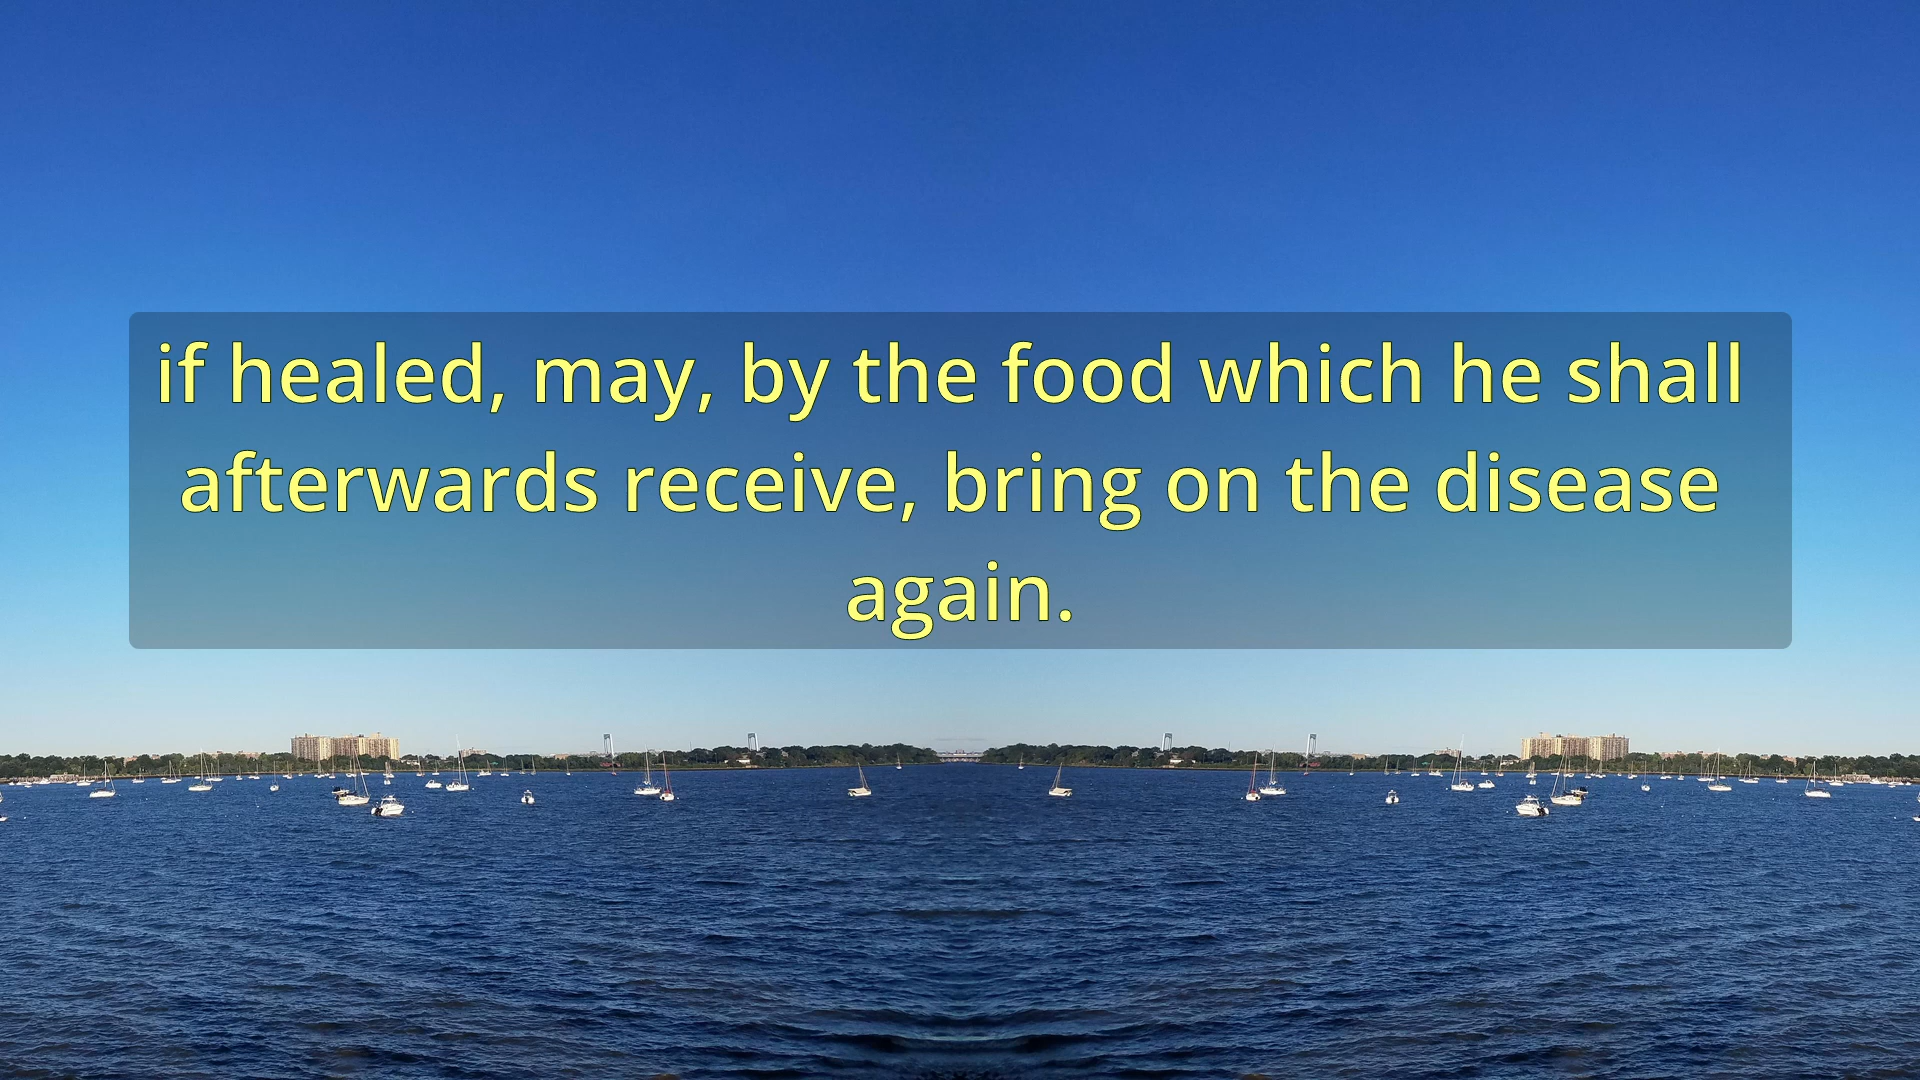 if healed, may, by the food which he shall
afterwards receive, bring on the disease
again.